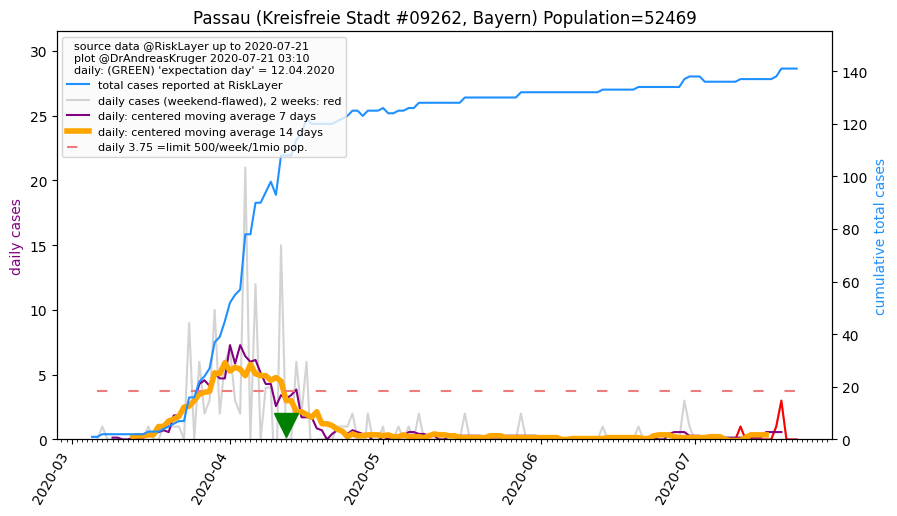 Passau (Kreisfreie Stadt #09262, Bayern) Population=52469
source data @RiskLayer up to 2020-07-21
plot @DrAndreasKruger 2020-07-21 03:10
daily: (GREEN) 'expectation day' = 12.04.2020
total cases reported at RiskLayer
daily cases (weekend-flawed), 2 weeks: red
daily: centered moving average 7 days
daily: centered moving average 14 days
daily 3.75 =limit 500/week/1mio pop.
daily cases
30
25
20
15
10
5
0
140
120
100
80
60
40
20
0
cumulative total cases
2020-03
2020-04
2020-05
2020-06
2020-07